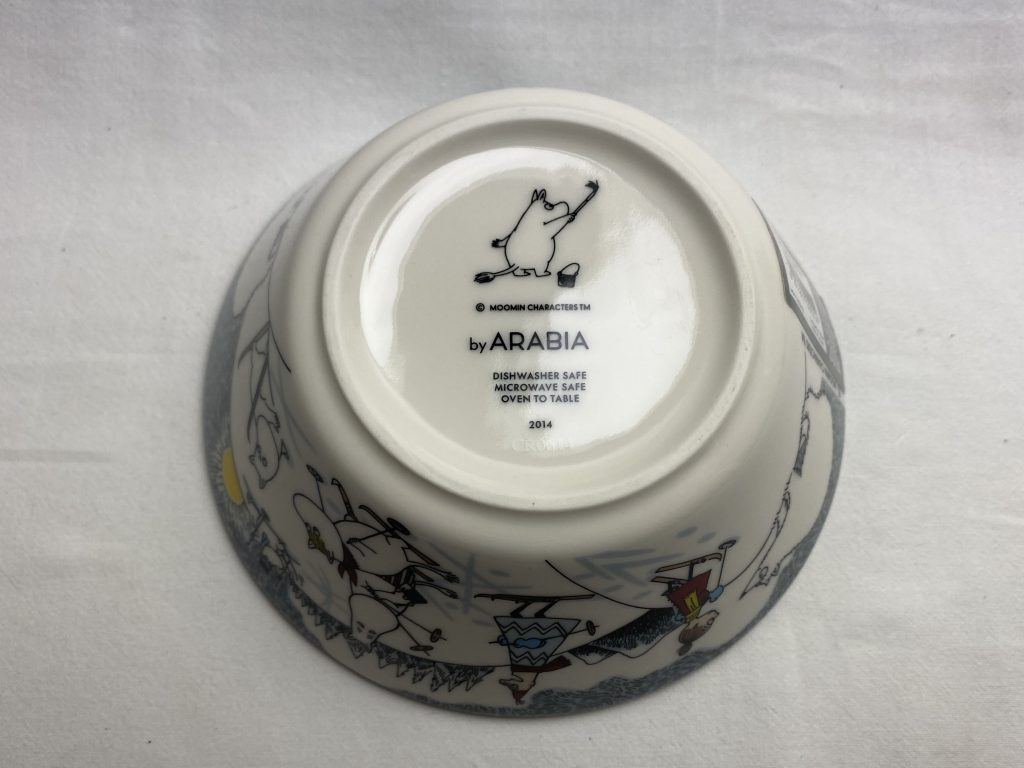 © MOOMIN CHARACTERS TM
by ARABIA
DISHWASHER SAFE
MICROWAVE SAFE
OVEN TO TABLE
2014